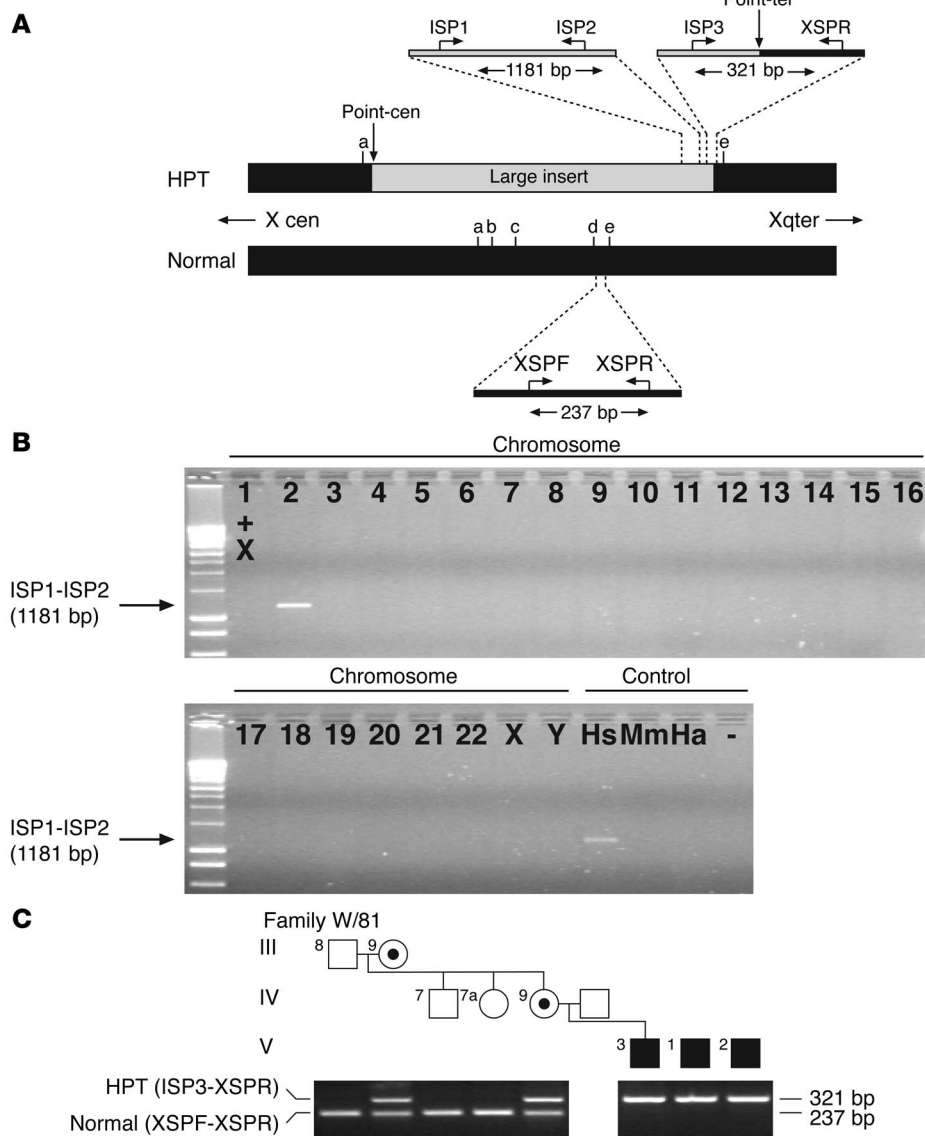 A
Point-ter
ISP1 ISP2 ISP3 XSPR
1181 bp 321 bp
Point-cen
a e
HPT Large insert
X cen Xqter
a b c d e
Normal
XSPF XSPR
237 bp
B
Chromosome
1 + X 2 3 4 5 6 7 8 9 10 11 12 13 14 15 16
ISP1-ISP2
(1181 bp)
Chromosome Control
17 18 19 20 21 22 X Y Hs Mm Ha -
ISP1-ISP2
(1181 bp)
C
Family W/81
III 8 9
IV 7 7a 9
V 3 1 2
HPT (ISP3-XSPR) 321 bp
Normal (XSPF-XSPR) 237 bp